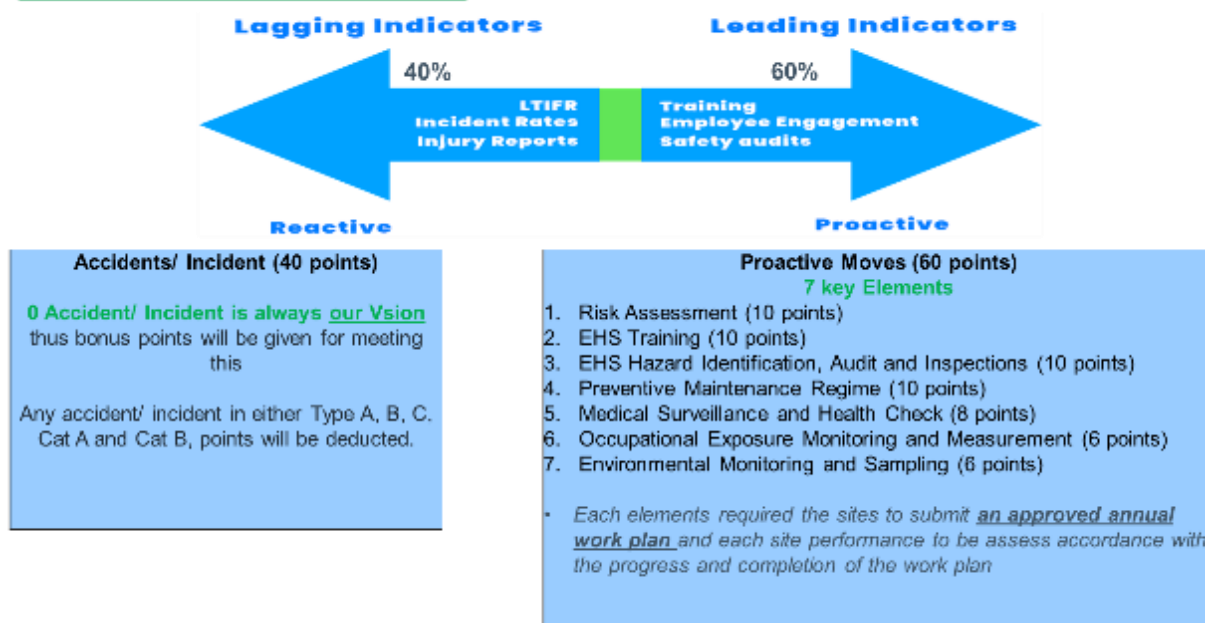 Lagging Indicators
Leading Indicators
40%
60%
LTIFR
Incident Rates
Injury Reports
Training
Employee Engagement
Safety audits
Reactive
Proactive
Accidents/ Incident (40 points)
0 Accident/ Incident is always our Vsion
thus bonus points will be given for meeting
this
Any accident/ incident in either Type A, B, C.
Cat A and Cat B, points will be deducted.
Proactive Moves (60 points)
7 key Elements
1. Risk Assessment (10 points)
2. EHS Training (10 points)
3. EHS Hazard Identification, Audit and Inspections (10 points)
4. Preventive Maintenance Regime (10 points)
5. Medical Surveillance and Health Check (8 points)
6. Occupational Exposure Monitoring and Measurement (6 points)
7. Environmental Monitoring and Sampling (6 points)
• Each elements required the sites to submit an approved annual
work plan and each site performance to be assess accordance with
the progress and completion of the work plan